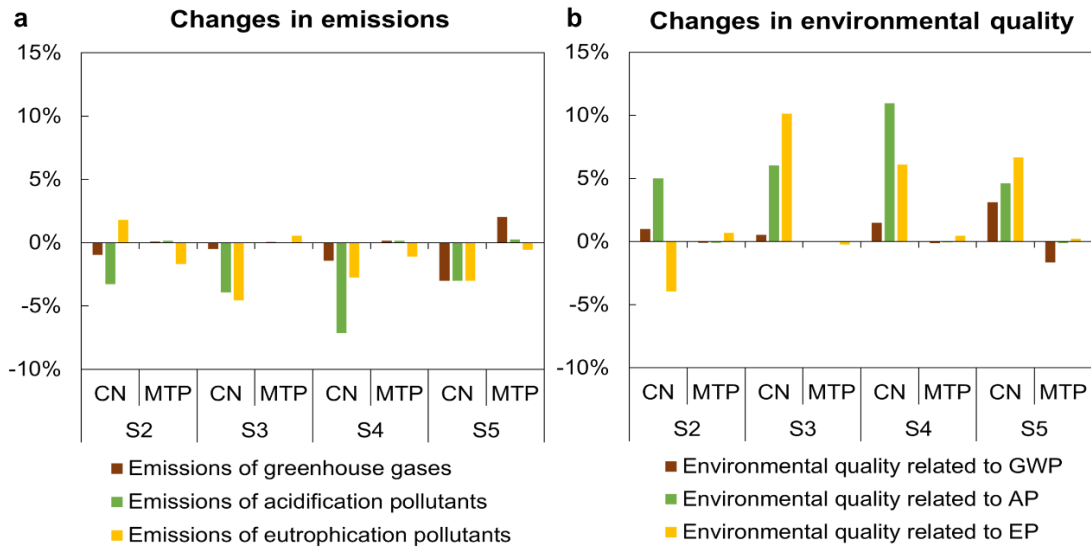 a Changes in emissions
15%
10%
5%
0%
-5%
-10%
CN MTP CN MTP CN MTP CN MTP
S2 S3 S4 S5
Emissions of greenhouse gases
Emissions of acidification pollutants
Emissions of eutrophication pollutants
b Changes in environmental quality
15%
10%
5%
0%
-5%
-10%
CN MTP CN MTP CN MTP CN MTP
S2 S3 S4 S5
Environmental quality related to GWP
Environmental quality related to AP
Environmental quality related to EP